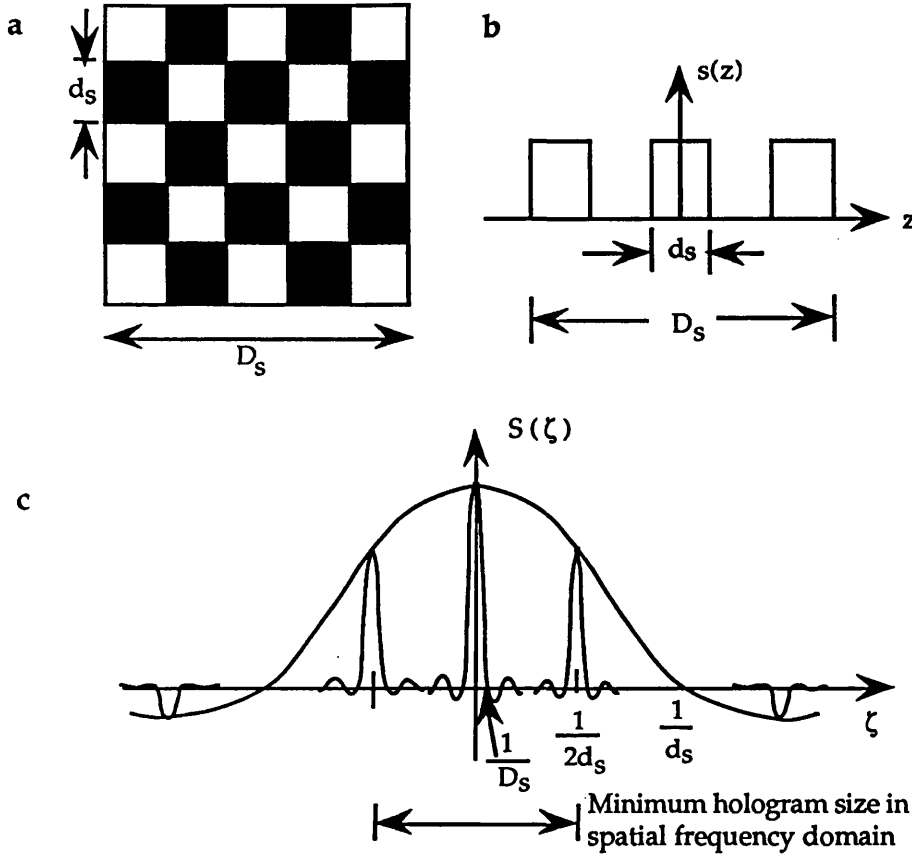 a
d_s
D_s
b
s(z)
z
d_s
D_s
c
S(ζ)
ζ
1/D_s
1/2d_s
1/d_s
Minimum hologram size in
spatial frequency domain